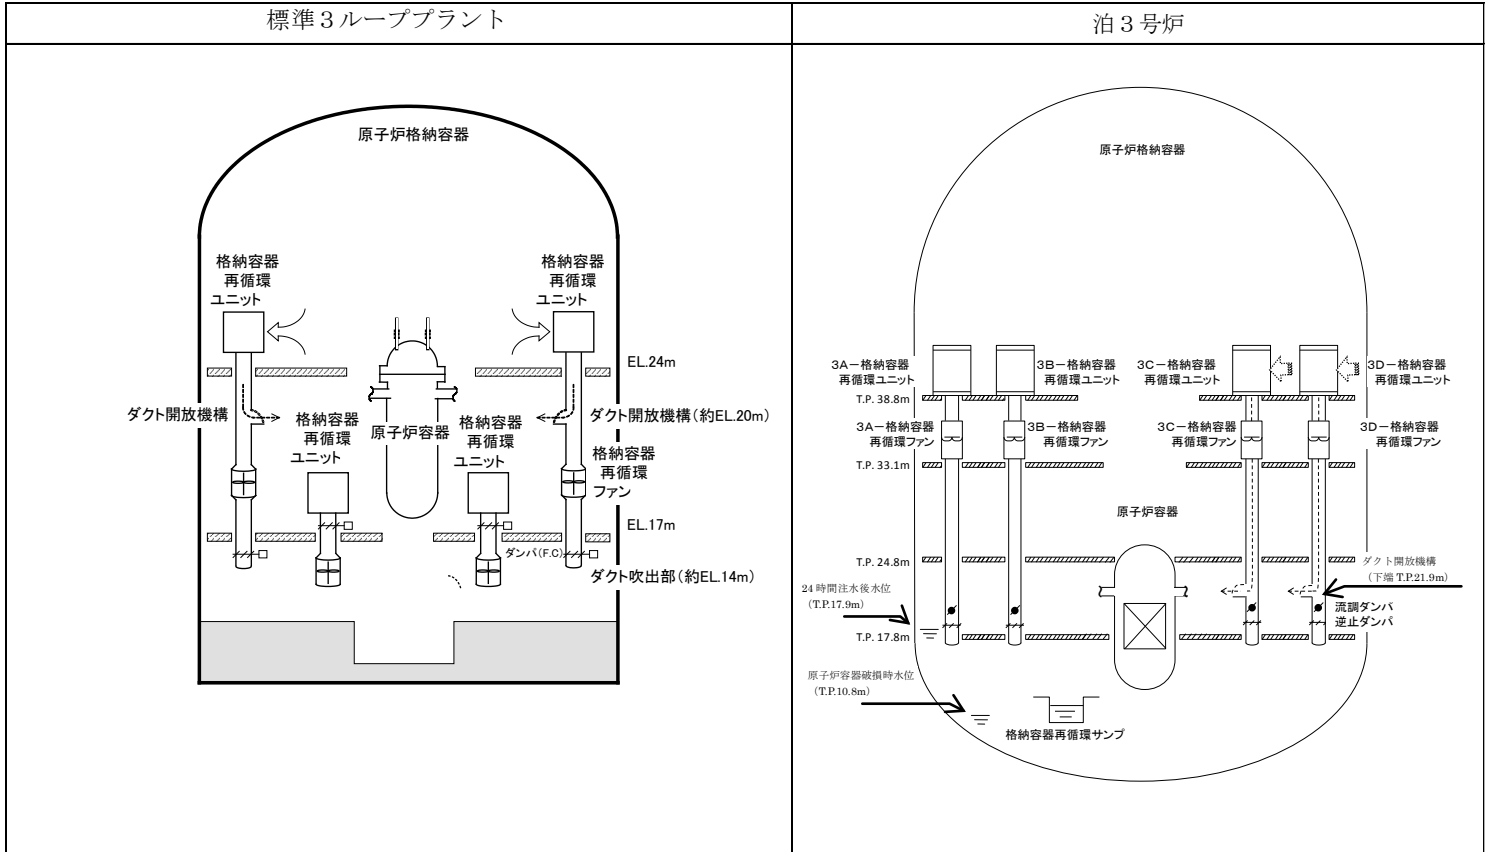 標準３ループプラント
原子炉格納容器
格納容器
再循環
ユニット
格納容器
再循環
ユニット
EL.24m
ダクト開放機構
格納容器
再循環
ユニット
原子炉容器
格納容器
再循環
ユニット
ダクト開放機構（約EL.20m）
格納容器
再循環
ファン
EL.17m
ダンパ（F.C）
ダクト吹出部（約EL.14m）
泊３号炉
原子炉格納容器
3A－格納容器
再循環ユニット
3B－格納容器
再循環ユニット
3C－格納容器
再循環ユニット
3D－格納容器
再循環ユニット
T.P. 38.8m
3A－格納容器
再循環ファン
3B－格納容器
再循環ファン
3C－格納容器
再循環ファン
3D－格納容器
再循環ファン
T.P. 33.1m
原子炉容器
T.P. 24.8m
ダクト開放機構
（下端 T.P.21.9m）
24 時間注水後水位
（T.P.17.9m）
流調ダンパ
逆止ダンパ
T.P. 17.8m
原子炉容器破損時水位
（T.P.10.8m）
格納容器再循環サンプ